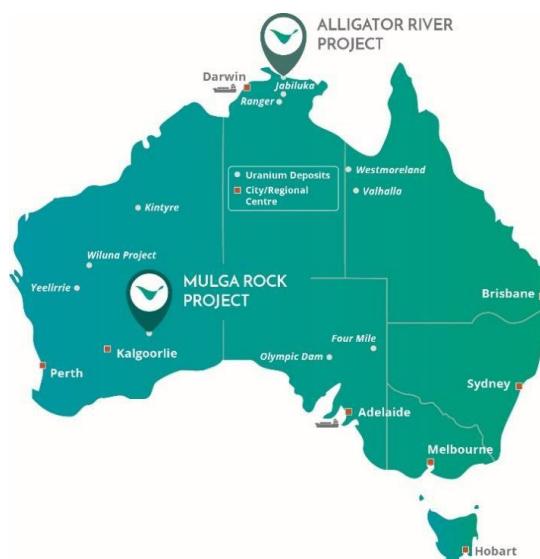 ALLIGATOR RIVER
PROJECT
Darwin
Jabiluka
Ranger
Westmoreland
Uranium Deposits
City/Regional
Centre
Valhalla
Kintyre
Wiluna Project
MULGA ROCK
PROJECT
Yeelirrie
Brisbane
Four Mile
Kalgoorlie
Olympic Dam
Perth
Sydney
Adelaide
Melbourne
Hobart